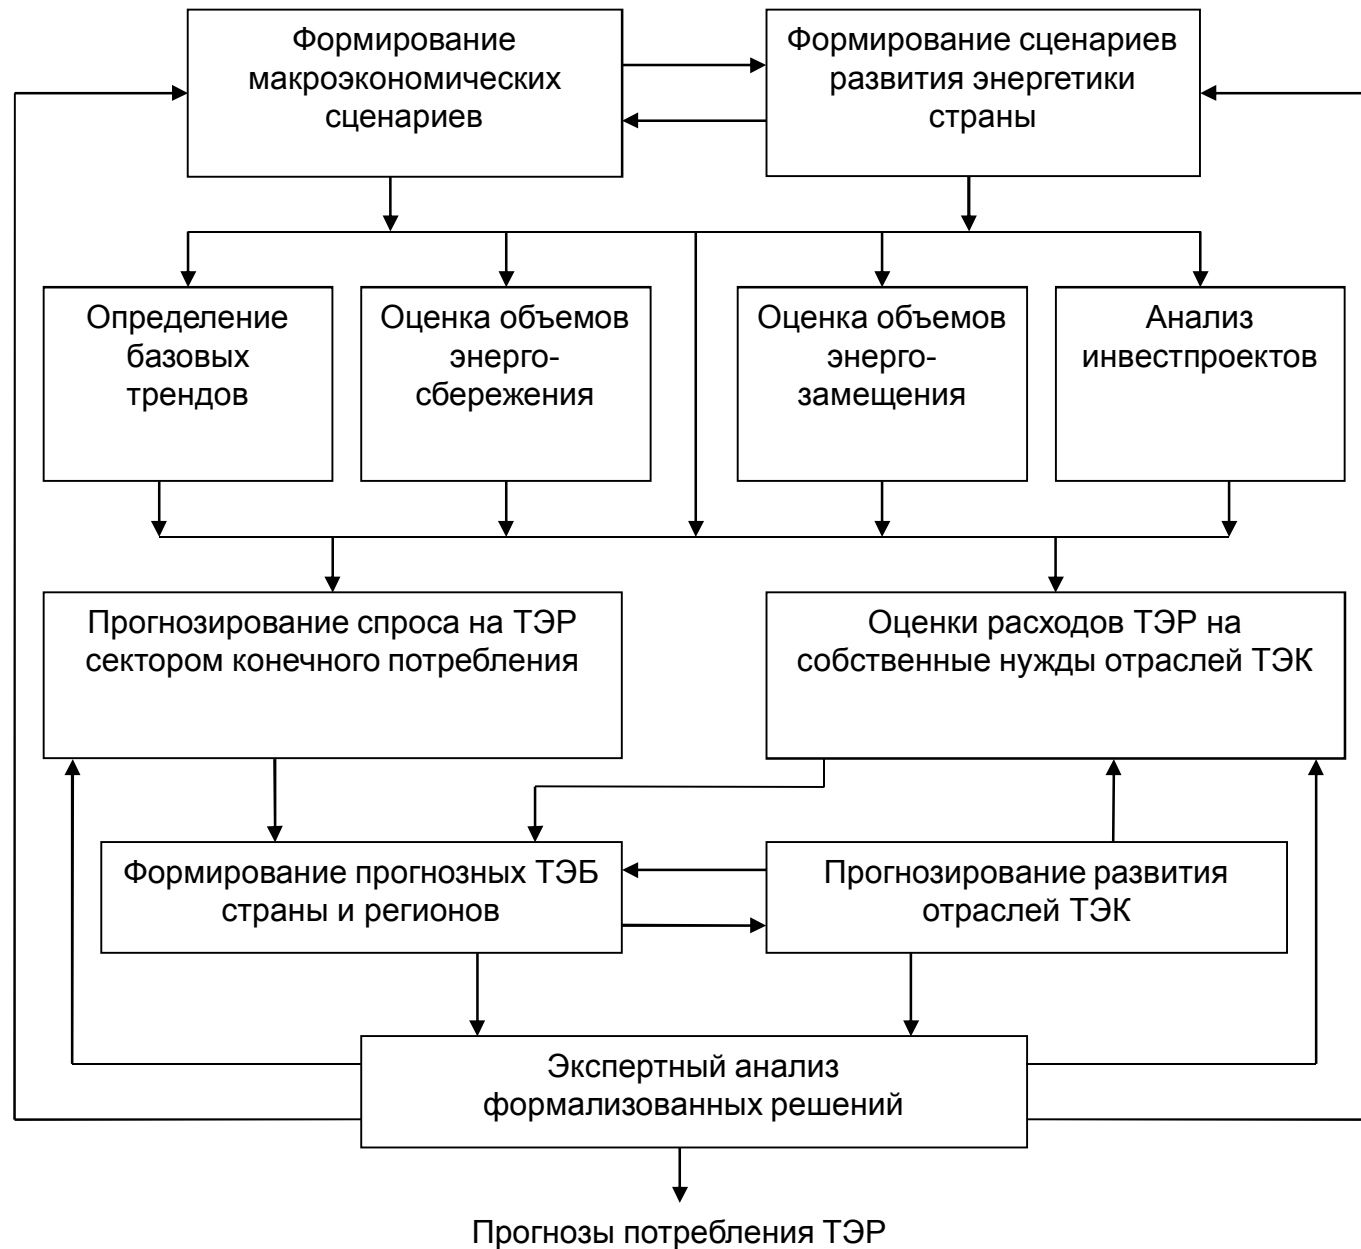 Формирование
макроэкономических
сценариев
Формирование сценариев
развития энергетики
страны
Определение
базовых
трендов
Оценка объемов
энерго-
сбережения
Оценка объемов
энерго-
замещения
Анализ
инвестпроектов
Прогнозирование спроса на ТЭР
сектором конечного потребления
Оценки расходов ТЭР на
собственные нужды отраслей ТЭК
Формирование прогнозных ТЭБ
страны и регионов
Прогнозирование развития
отраслей ТЭК
Экспертный анализ
формализованных решений
Прогнозы потребления ТЭР